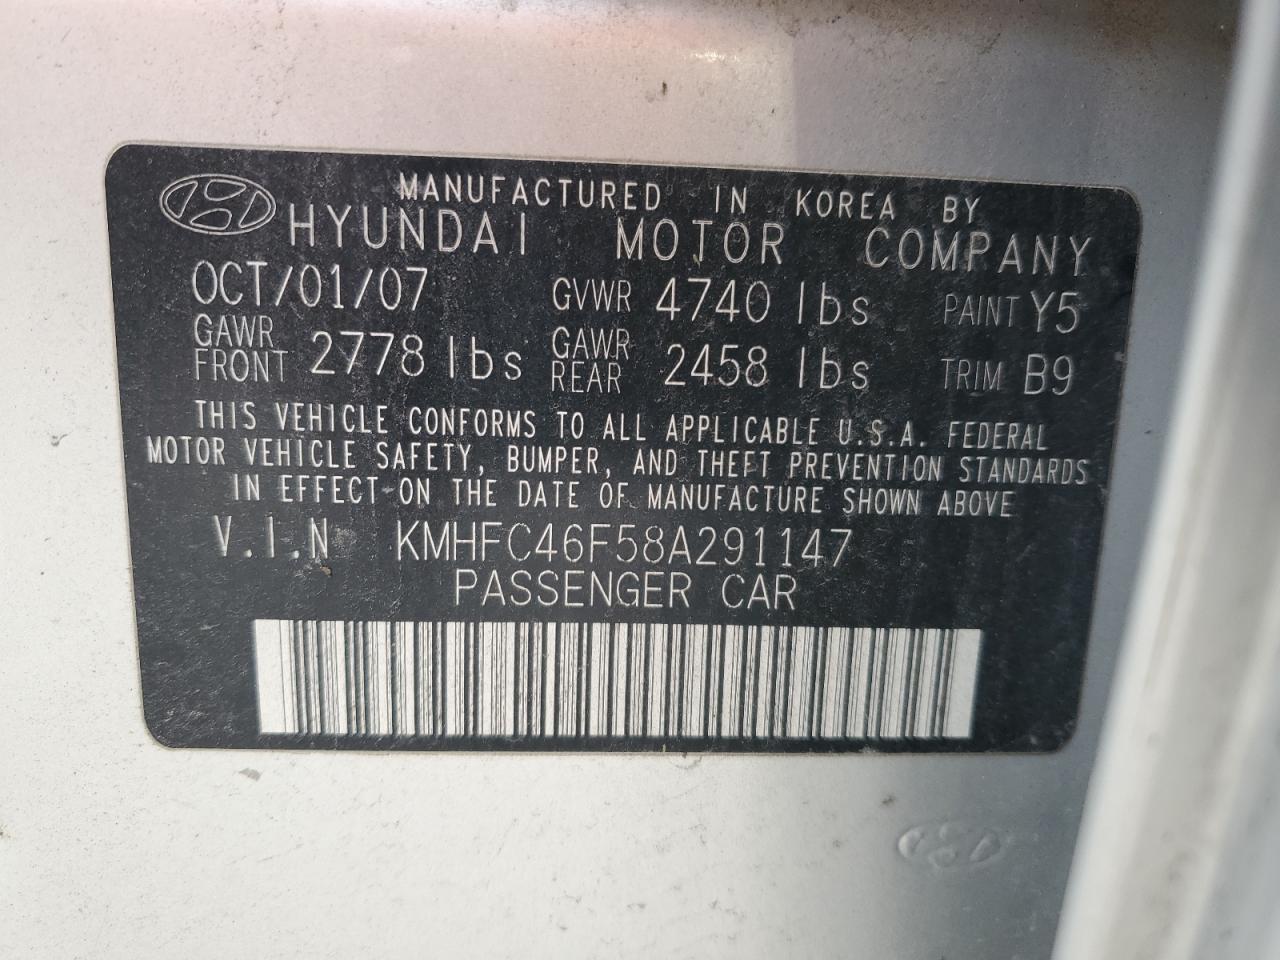 MANUFACTURED IN KOREA BY
HYUNDAI MOTOR COMPANY
OCT/01/07 GVWR 4740 lbs PAINT Y5
GAWR FRONT 2778 lbs GAWR REAR 2458 lbs TRIM B9
THIS VEHICLE CONFORMS TO ALL APPLICABLE U.S.A. FEDERAL
MOTOR VEHICLE SAFETY, BUMPER, AND THEFT PREVENTION STANDARDS
IN EFFECT ON THE DATE OF MANUFACTURE SHOWN ABOVE
V.I.N KMHFC46F58A291147
PASSENGER CAR